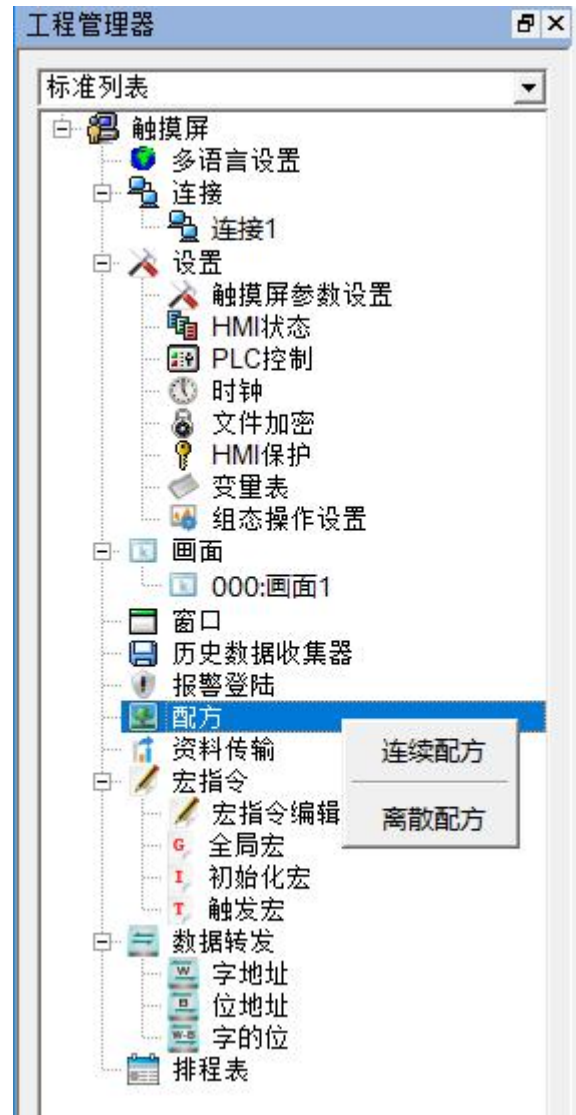 工程管理器
标准列表
触摸屏
多语言设置
连接
连接1
设置
触摸屏参数设置
HMI状态
PLC控制
时钟
文件加密
HMI保护
变量表
组态操作设置
画面
000:画面1
窗口
历史数据收集器
报警登陆
配方
连续配方
资料传输
离散配方
宏指令
宏指令编辑
G 全局宏
I 初始化宏
T 触发宏
数据转发
W 字地址
B 位地址
W-B 字的位
排程表